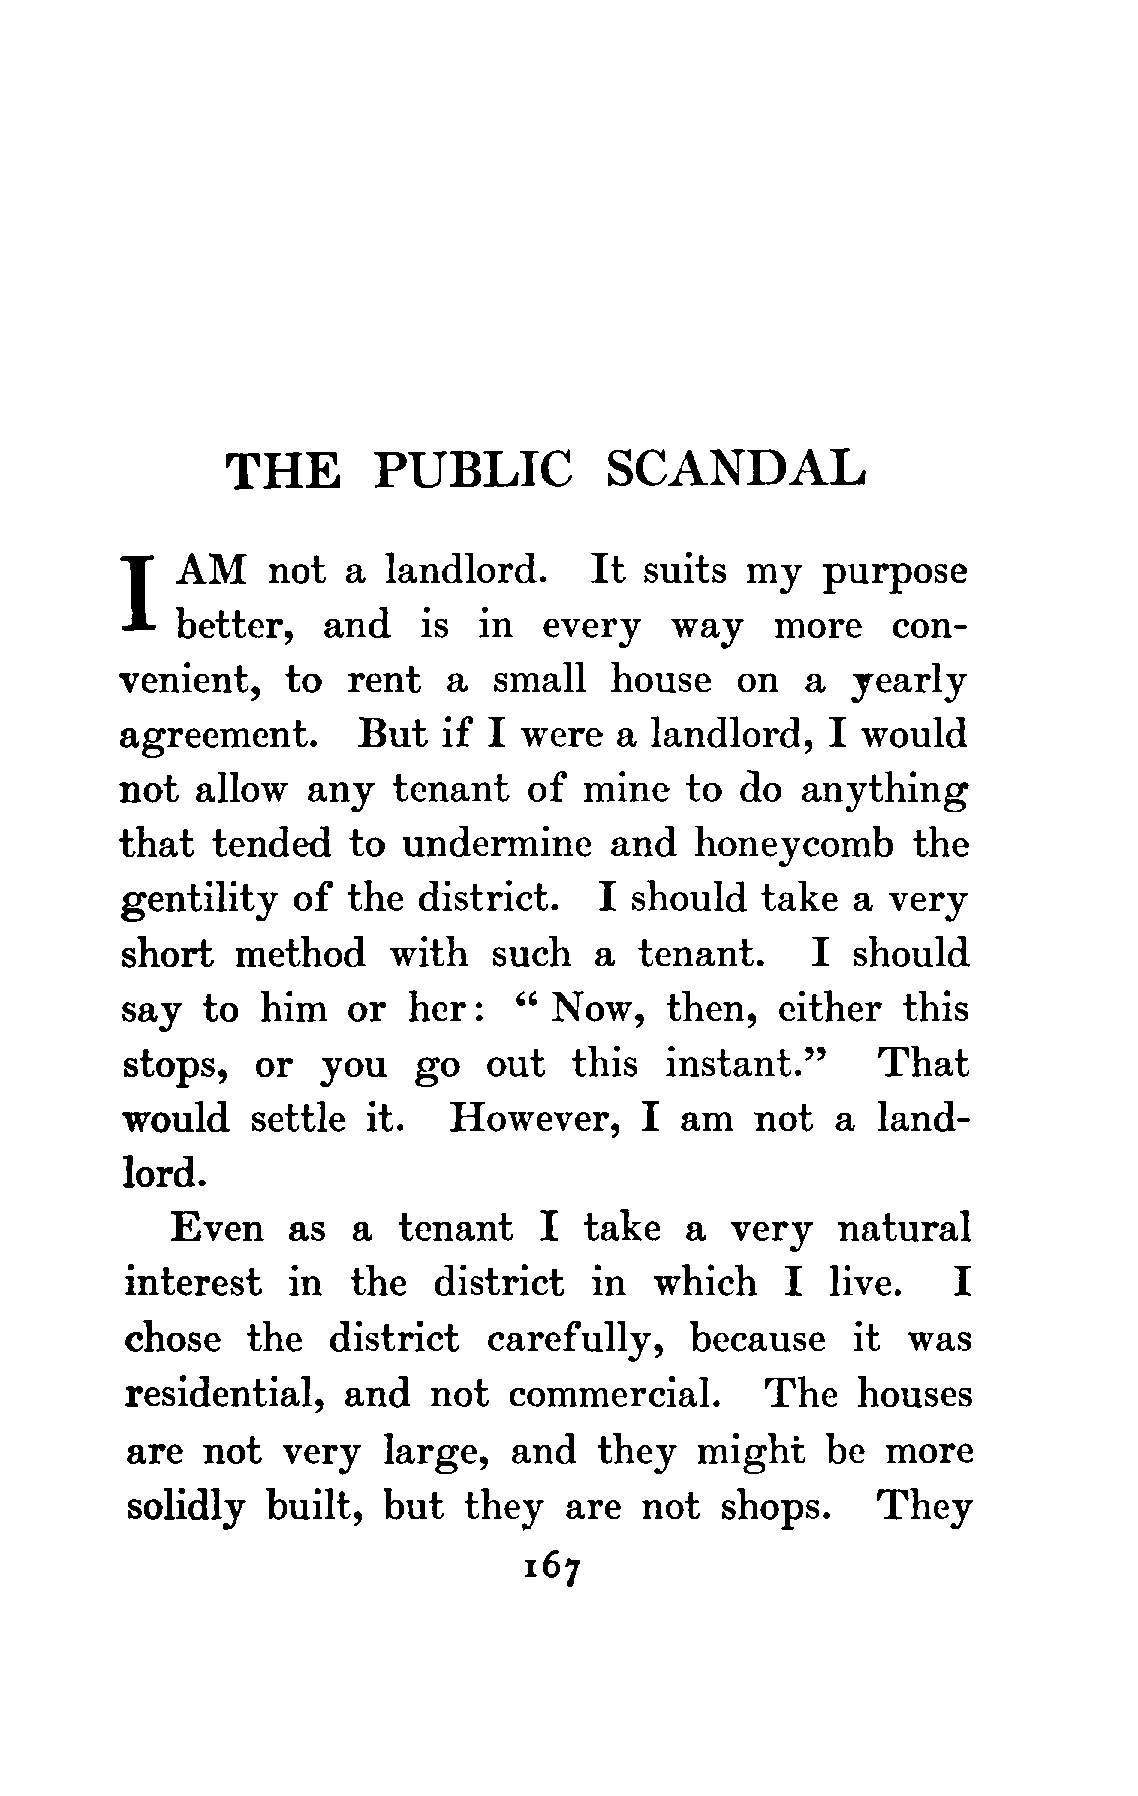 THE PUBLIC SCANDAL
I AM not a landlord. It suits my purpose
better, and is in every way more con-
venient, to rent a small house on a yearly
agreement. But if I were a landlord, I would
not allow any tenant of mine to do anything
that tended to undermine and honeycomb the
gentility of the district. I should take a very
short method with such a tenant. I should
say to him or her: “Now, then, either this
stops, or you go out this instant.” That
would settle it. However, I am not a land-
lord.
Even as a tenant I take a very natural
interest in the district in which I live. I
chose the district carefully, because it was
residential, and not commercial. The houses
are not very large, and they might be more
solidly built, but they are not shops. They
167